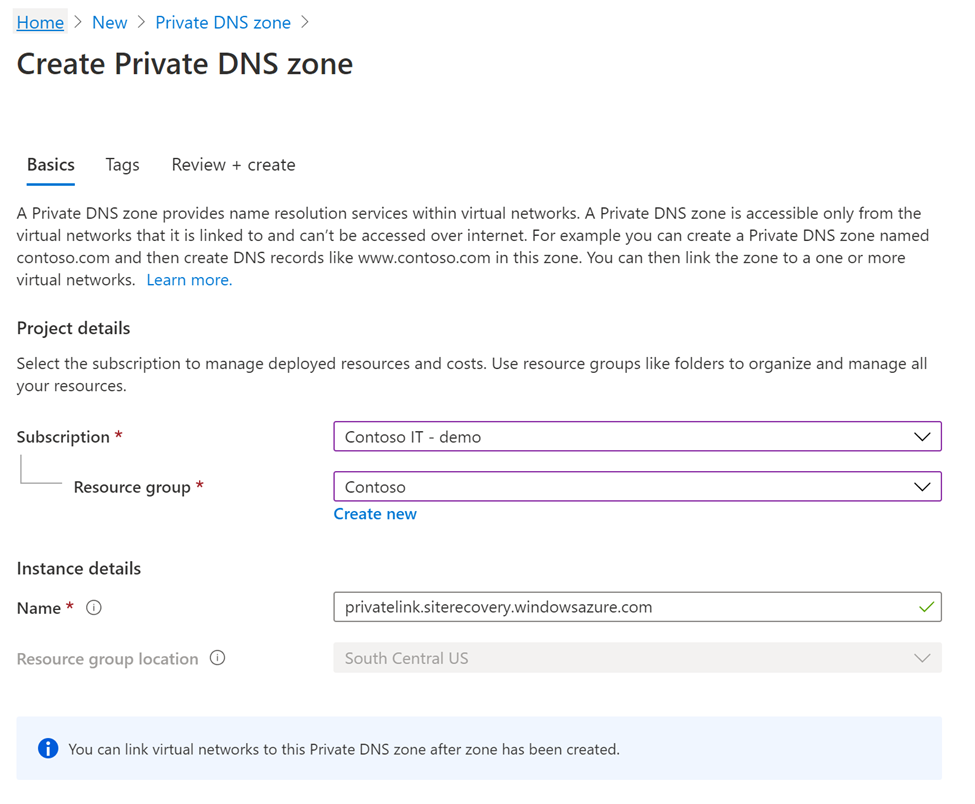 Home > New > Private DNS zone >
Create Private DNS zone
Basics Tags Review + create
A Private DNS zone provides name resolution services within virtual networks. A Private DNS zone is accessible only from the
virtual networks that it is linked to and can’t be accessed over internet. For example you can create a Private DNS zone named
contoso.com and then create DNS records like www.contoso.com in this zone. You can then link the zone to a one or more
virtual networks. Learn more.
Project details
Select the subscription to manage deployed resources and costs. Use resource groups like folders to organize and manage all
your resources.
Subscription * Contoso IT - demo
Resource group * Contoso
Create new
Instance details
Name * privatelink.siterecovery.windowsazure.com
Resource group location South Central US
You can link virtual networks to this Private DNS zone after zone has been created.